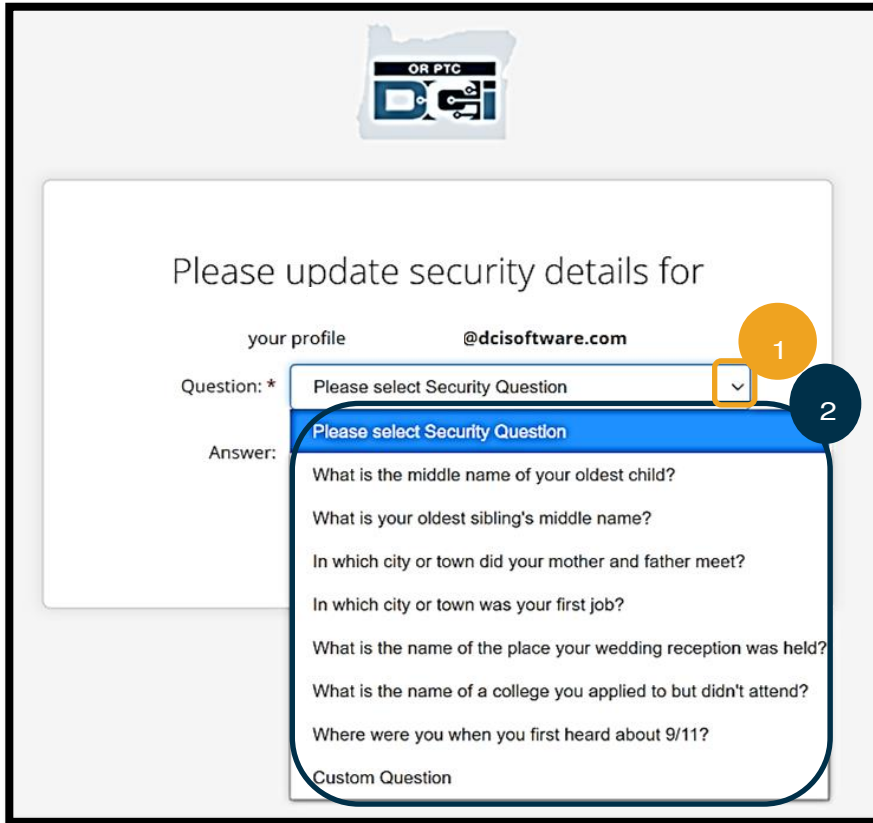 OR PTC
DCi
Please update security details for
your profile @dcisoftware.com
1
Question: * Please select Security Question
2
Please select Security Question
Answer:
What is the middle name of your oldest child?
What is your oldest sibling's middle name?
In which city or town did your mother and father meet?
In which city or town was your first job?
What is the name of the place your wedding reception was held?
What is the name of a college you applied to but didn't attend?
Where were you when you first heard about 9/11?
Custom Question